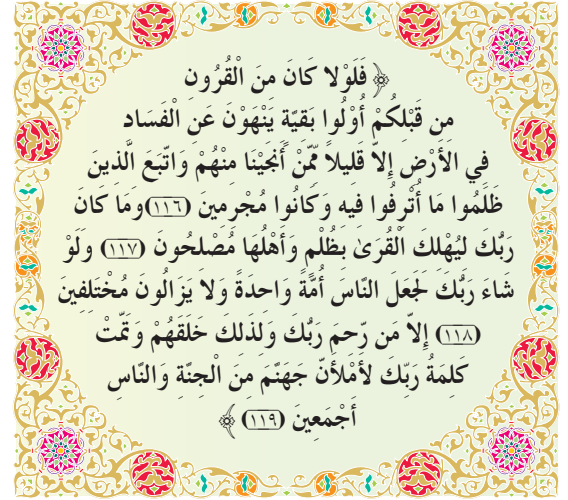 ﴿ فَلَوْلا كَانَ مِن الْقُرُونِ
مِن قَبْلِكُمْ أُوْلُوا بَقِيَّةٍ يَنْهَوْنَ عَنِ الْفَسَادِ
فِي الأَرْضِ إِلاَّ قَلِيلاً مِّمَّنْ أَنجَيْنَا مِنْهُمْ وَاتَّبَعَ الَّذِينَ
ظَلَمُوا مَا أُتْرِفُوا فِيهِ وَكَانُوا مُجْرِمِين (١١٦)وَمَا كَانَ
رَبُّكَ لِيُهْلِكَ الْقُرَىٰ بِظُلْمٍ وَأَهْلُهَا مُصْلِحُونَ (١١٧) وَلَوْ
شَاءَ رَبُّكَ لَجَعَلَ النَّاسَ أُمَّةً وَاحِدَةً وَلاَ يَزَالُونَ مُخْتَلِفِينَ
(١١٨) إِلاَّ مَن رَّحِمَ رَبُّكَ وَلِذَلِكَ خَلَقَهُمْ وَتَمَّتْ
كَلِمَةُ رَبِّكَ لأَمْلأَنَّ جَهَنَّمَ مِنَ الْجِنَّةِ وَالنَّاسِ
أَجْمَعِينَ (١١٩) ﴾